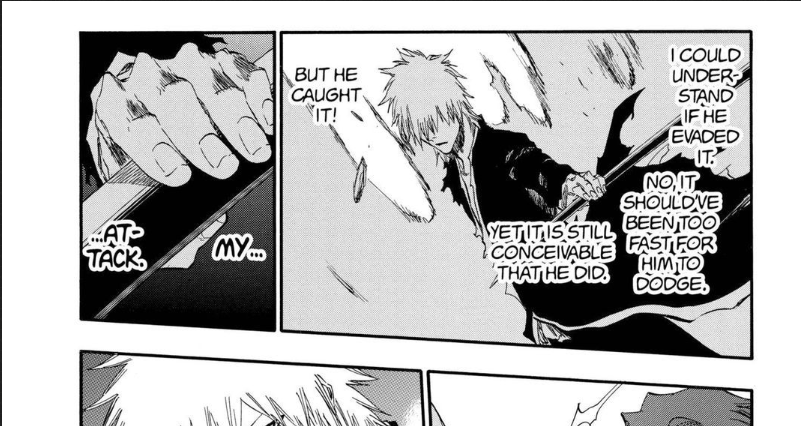 I COULD
UNDER-
STAND
IF HE
EVADED
IT.
NO, IT
SHOULD'VE
BEEN TOO
FAST FOR
HIM TO
DODGE.
YET IT IS STILL
CONCEIVABLE
THAT HE DID.
BUT HE
CAUGHT
IT!
MY...
...AT-
TACK.